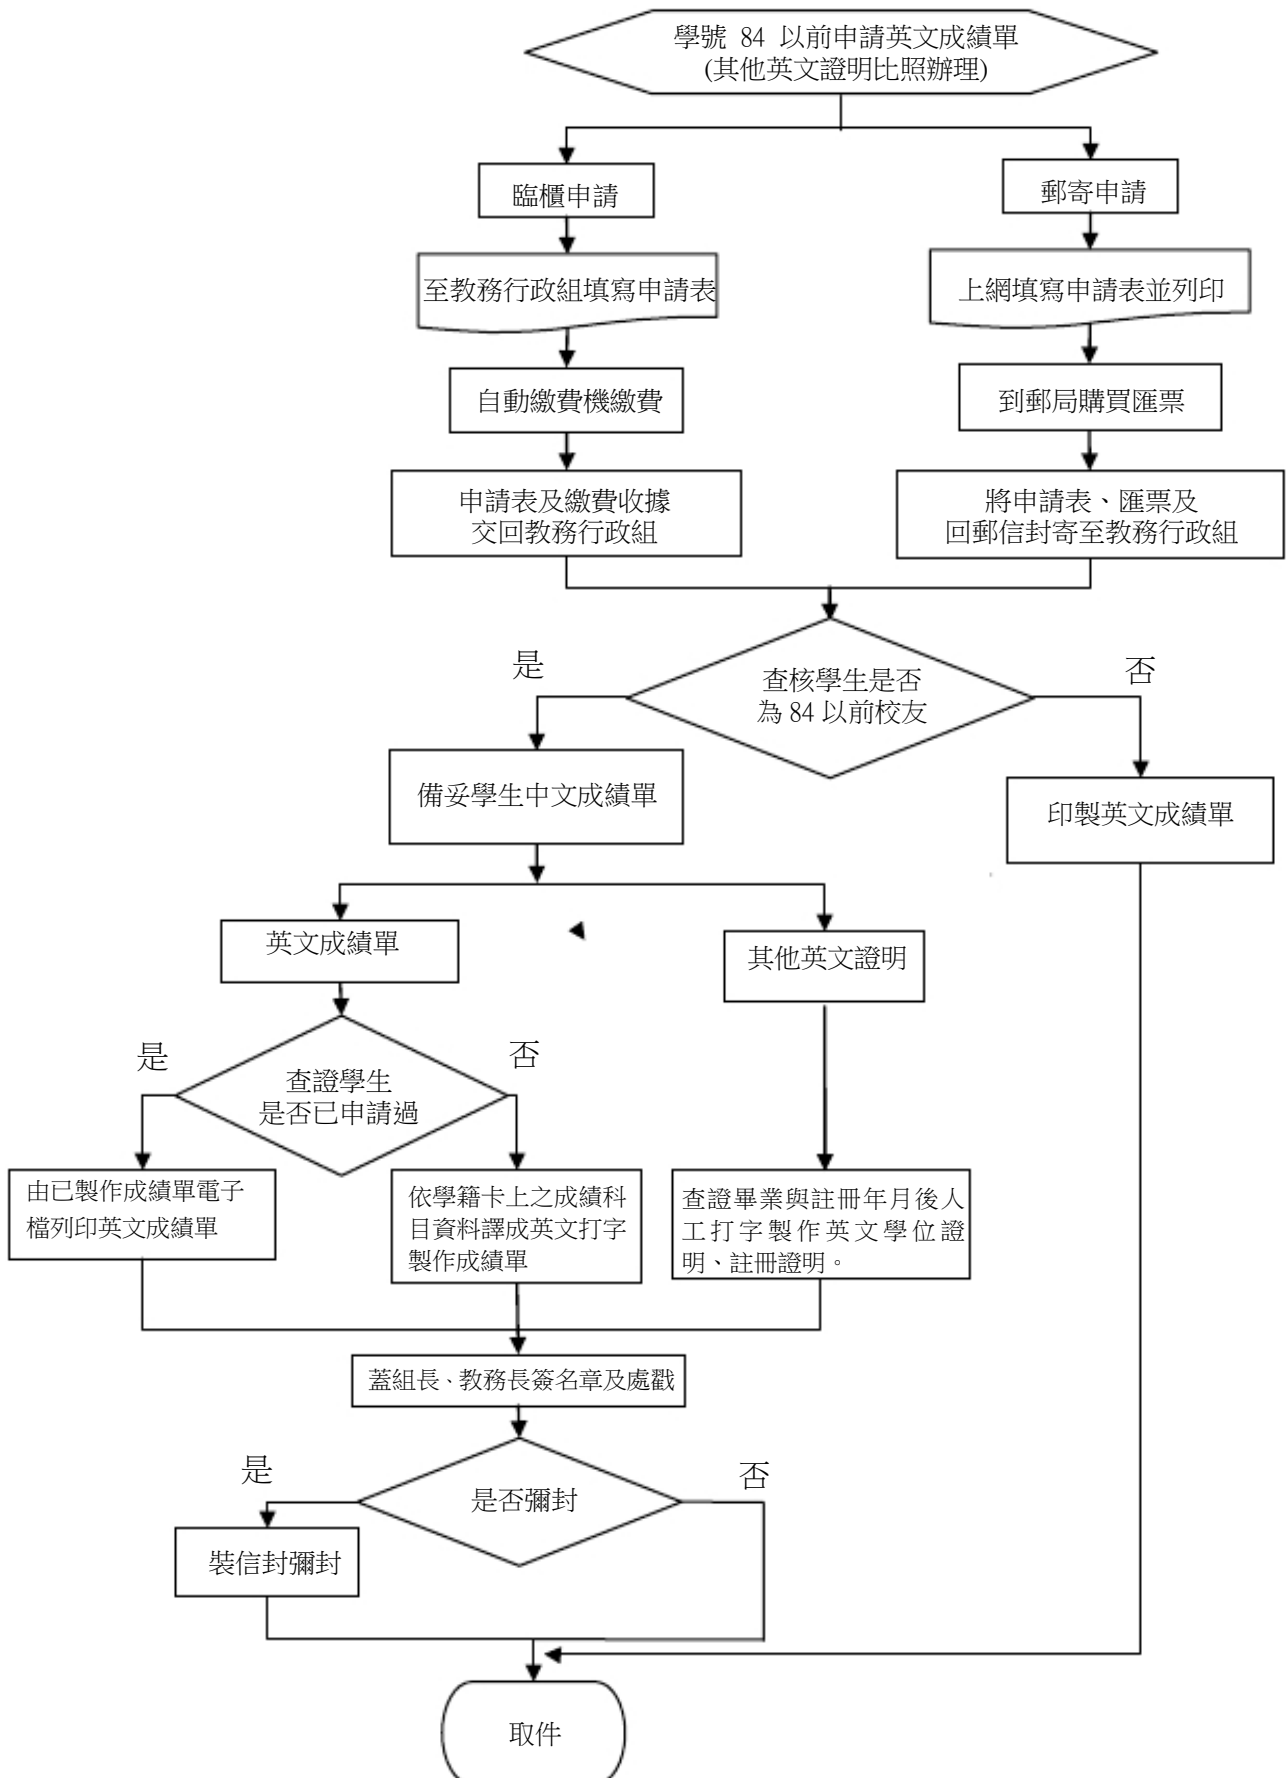 學號 84 以前申請英文成績單
(其他英文證明比照辦理)
臨櫃申請
郵寄申請
至教務行政組填寫申請表
上網填寫申請表並列印
自動繳費機繳費
到郵局購買匯票
申請表及繳費收據
交回教務行政組
將申請表、匯票及
回郵信封寄至教務行政組
是
查核學生是否
為 84 以前校友
否
備妥學生中文成績單
印製英文成績單
英文成績單
其他英文證明
是
查證學生
是否已申請過
否
由已製作成績單電子
檔列印英文成績單
依學籍卡上之成績科
目資料譯成英文打字
製作成績單
查證畢業與註冊年月後人
工打字製作英文學位證
明、註冊證明。
蓋組長、教務長簽名章及處戳
是
是否彌封
否
裝信封彌封
取件